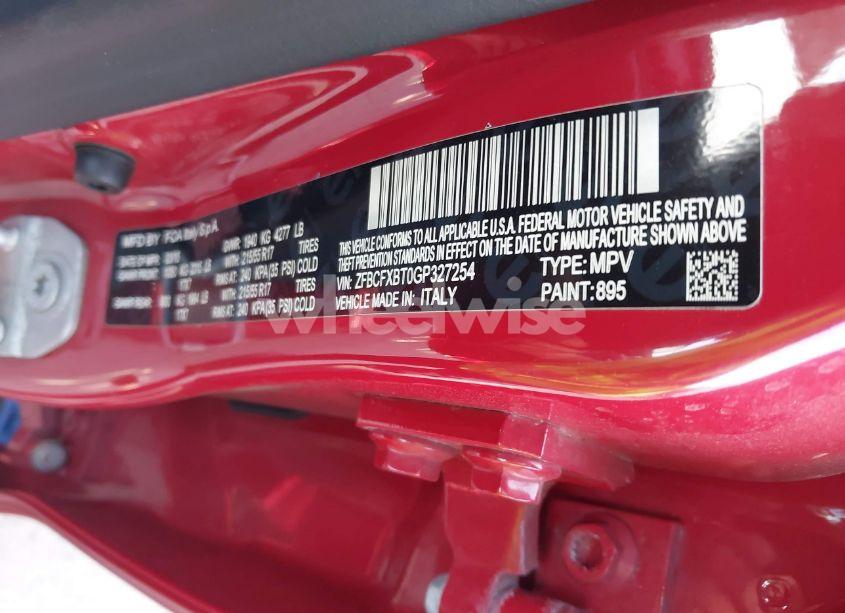 MFD BY: FCA Italy S.p.A.
GVWR: 1940 KG 4277 LB
WITH: 215/55 R17 TIRES
RIMS AT: 240 KPA (35 PSI) COLD
WITH: 215/55 R17 TIRES
RIMS AT: 240 KPA (35 PSI) COLD
THIS VEHICLE CONFORMS TO ALL APPLICABLE U.S.A. FEDERAL MOTOR VEHICLE SAFETY AND
THEFT PREVENTION STANDARDS IN EFFECT ON THE DATE OF MANUFACTURE SHOWN ABOVE
VIN: ZFBCFXBT0GP327254 TYPE: MPV
VEHICLE MADE IN: ITALY PAINT: 895
wheelwise